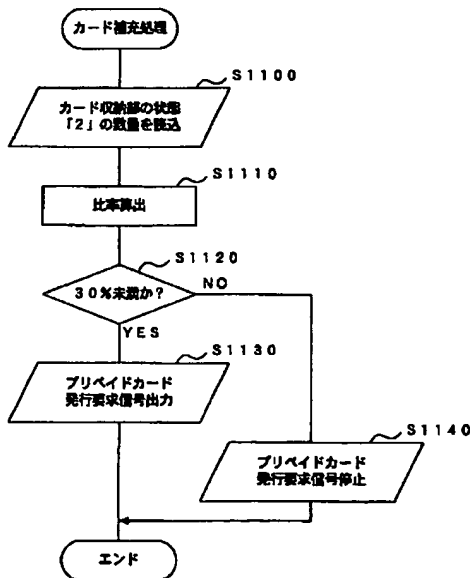 カード補充処理
S1100
カード収納部の状態
「2」の数量を読込
S1110
比率算出
S1120
30%未満か?
NO
YES
S1130
プリペイドカード
発行要求信号出力
S1140
プリペイドカード
発行要求信号停止
エンド